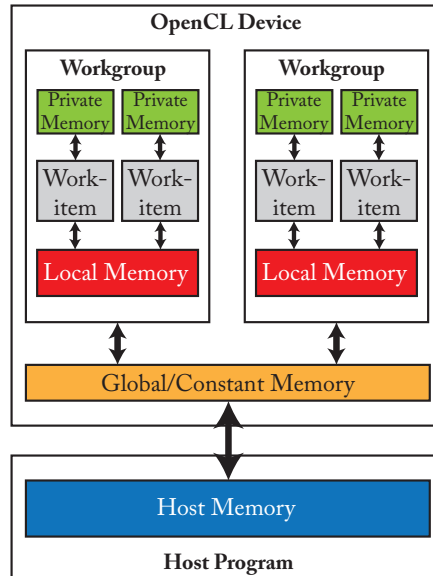 OpenCL Device
Workgroup
Workgroup
Private Memory
Private Memory
Private Memory
Private Memory
Work-
item
Work-
item
Work-
item
Work-
item
Local Memory
Local Memory
Global/Constant Memory
Host Memory
Host Program